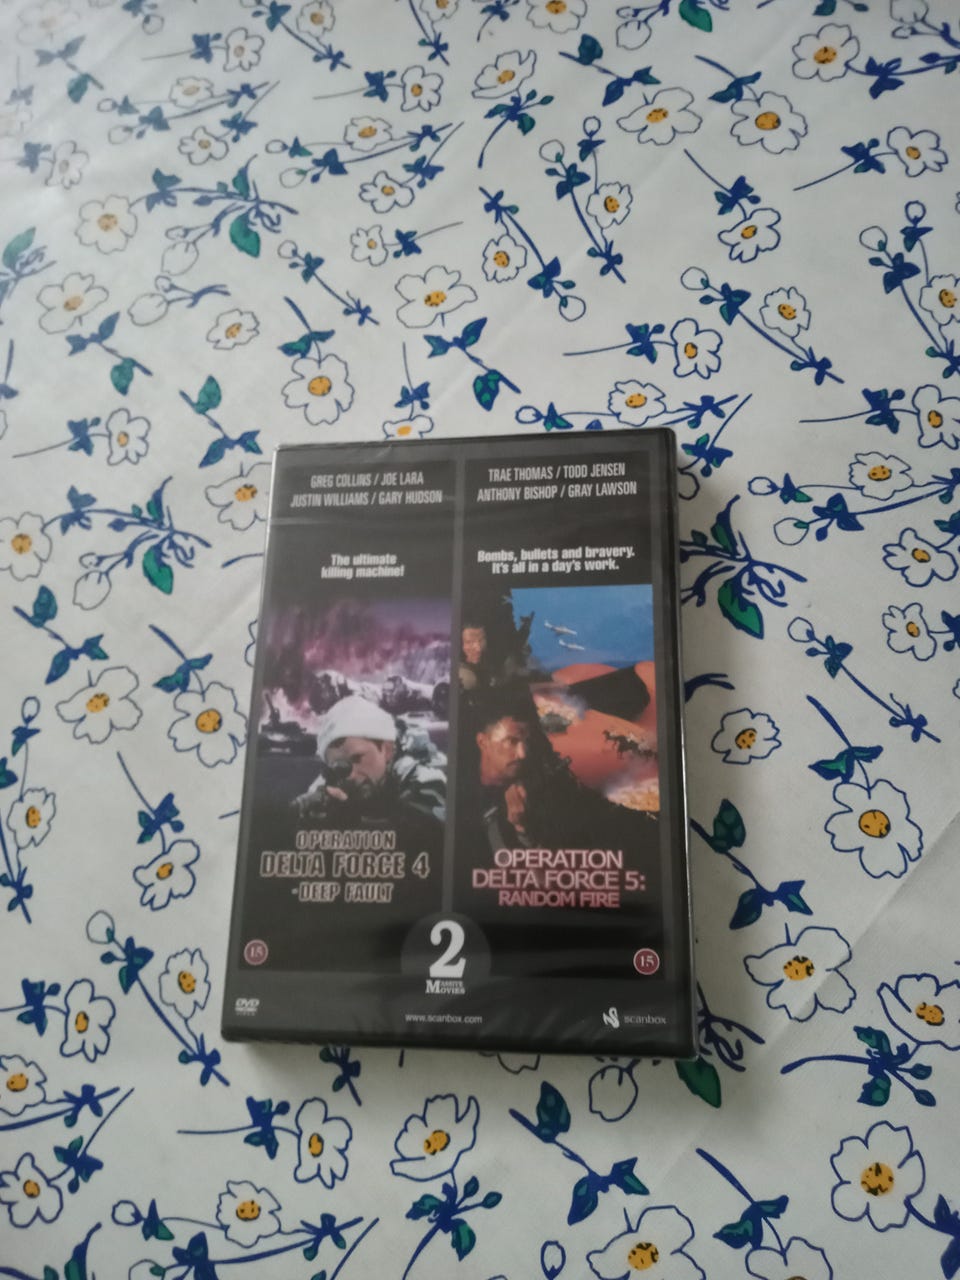 GREG COLLINS / JOE LARA
JUSTIN WILLIAMS / GARY HUDSON
The ultimate
killing machine!
OPERATION
DELTA FORCE 4
-DEEP FAULT
15
TRAE THOMAS / TODD JENSEN
ANTHONY BISHOP / GRAY LAWSON
Bombs, bullets and bravery.
It's all in a day's work.
OPERATION
DELTA FORCE 5:
RANDOM FIRE
15
2
MASSIVE
MOVIES
DVD
VIDEO
www.scanbox.com
scanbox